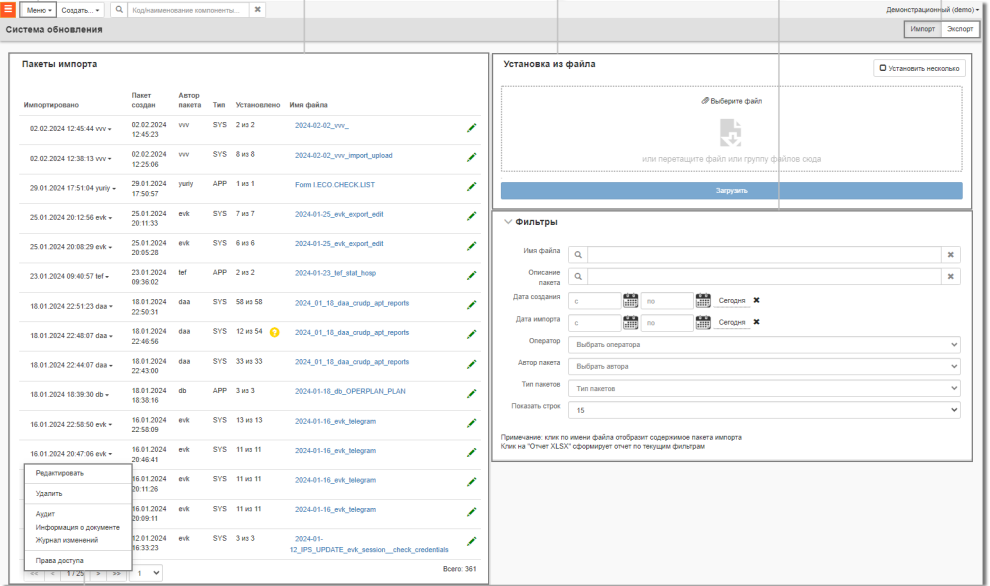 Меню Создать... Код/наименование компоненты... Демонстрационный (demo)
Система обновления Импорт Экспорт
Пакеты импорта
Импортировано Пакет создан Автор пакета Тип Установлено Имя файла
02.02.2024 12:45:44 vvv 02.02.2024 12:45:23 vvv SYS 2 из 2 2024-02-02_vvv_
02.02.2024 12:38:13 vvv 02.02.2024 12:25:06 vvv SYS 8 из 8 2024-02-02_vvv_import_upload
29.01.2024 17:51:04 yuriy 29.01.2024 17:50:57 yuriy APP 1 из 1 Form I.ECO CHECK LIST
25.01.2024 20:12:56 evk 25.01.2024 20:11:33 evk SYS 7 из 7 2024-01-25_evk_export_edit
25.01.2024 20:08:29 evk 25.01.2024 20:05:28 evk SYS 6 из 6 2024-01-25_evk_export_edit
23.01.2024 09:40:57 tef 23.01.2024 09:36:02 tef APP 2 из 2 2024-01-23_tef_stat_hosp
18.01.2024 22:51:23 daa 18.01.2024 22:50:31 daa SYS 58 из 58 2024_01_18_daa_crudp_apt_reports
18.01.2024 22:48:07 daa 18.01.2024 22:46:56 daa SYS 12 из 54 2024_01_18_daa_crudp_apt_reports
18.01.2024 22:44:07 daa 18.01.2024 22:43:00 daa SYS 33 из 33 2024_01_18_daa_crudp_apt_reports
18.01.2024 18:39:30 db 18.01.2024 18:38:16 db APP 3 из 3 2024-01-18_db_OPERPLAN_PLAN
16.01.2024 22:58:50 evk 16.01.2024 22:58:09 evk SYS 13 из 13 2024-01-16_evk_telegram
16.01.2024 20:47:06 evk 16.01.2024 20:46:41 evk SYS 11 из 11 2024-01-16_evk_telegram
16.01.2024 20:11:26 evk SYS 11 из 11 2024-01-16_evk_telegram
16.01.2024 20:09:11 evk SYS 11 из 11 2024-01-16_evk_telegram
12.01.2024 16:33:23 evk SYS 3 из 3 2024-01-12_IPS_UPDATE_evk_session__check_credentials
Редактировать
Удалить
Аудит
Информация о документе
Журнал изменений
Права доступа
<< < 1 / 25 > >> 1 Всего: 361
Установка из файла Установить несколько
Выберите файл
или перетащите файл или группу файлов сюда
Загрузить
Фильтры
Имя файла
Описание пакета
Дата создания с по Сегодня
Дата импорта с по Сегодня
Оператор Выбрать оператора
Автор пакета Выбрать автора
Тип пакетов Тип пакетов
Показать строк 15
Примечание: клик по имени файла отобразит содержимое пакета импорта
Клик на "Отчет XLSX" сформирует отчет по текущим фильтрам